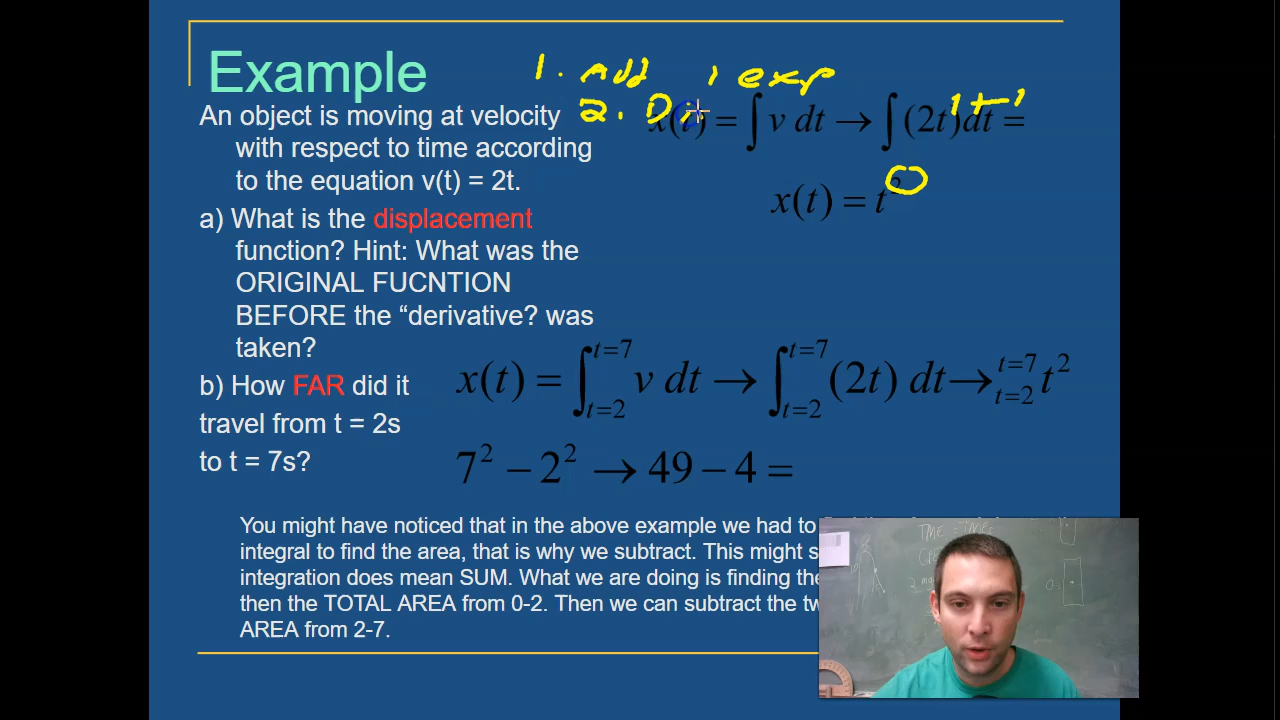 Example
1. Add 1 exp
2. Di
An object is moving at velocity
with respect to time according
to the equation v(t) = 2t.
x(t) = ∫ v dt → ∫ (2t)dt =
1t¹
x(t) = t²
a) What is the displacement
function? Hint: What was the
ORIGINAL FUCNTION
BEFORE the “derivative? was
taken?
b) How FAR did it
travel from t = 2s
to t = 7s?
x(t) = ∫_{t=2}^{t=7} v dt → ∫_{t=2}^{t=7} (2t) dt → _{t=2}^{t=7} t²
7² − 2² → 49 − 4 =
You might have noticed that in the above example we had to
integral to find the area, that is why we subtract. This might s
integration does mean SUM. What we are doing is finding the
then the TOTAL AREA from 0-2. Then we can subtract the tw
AREA from 2-7.